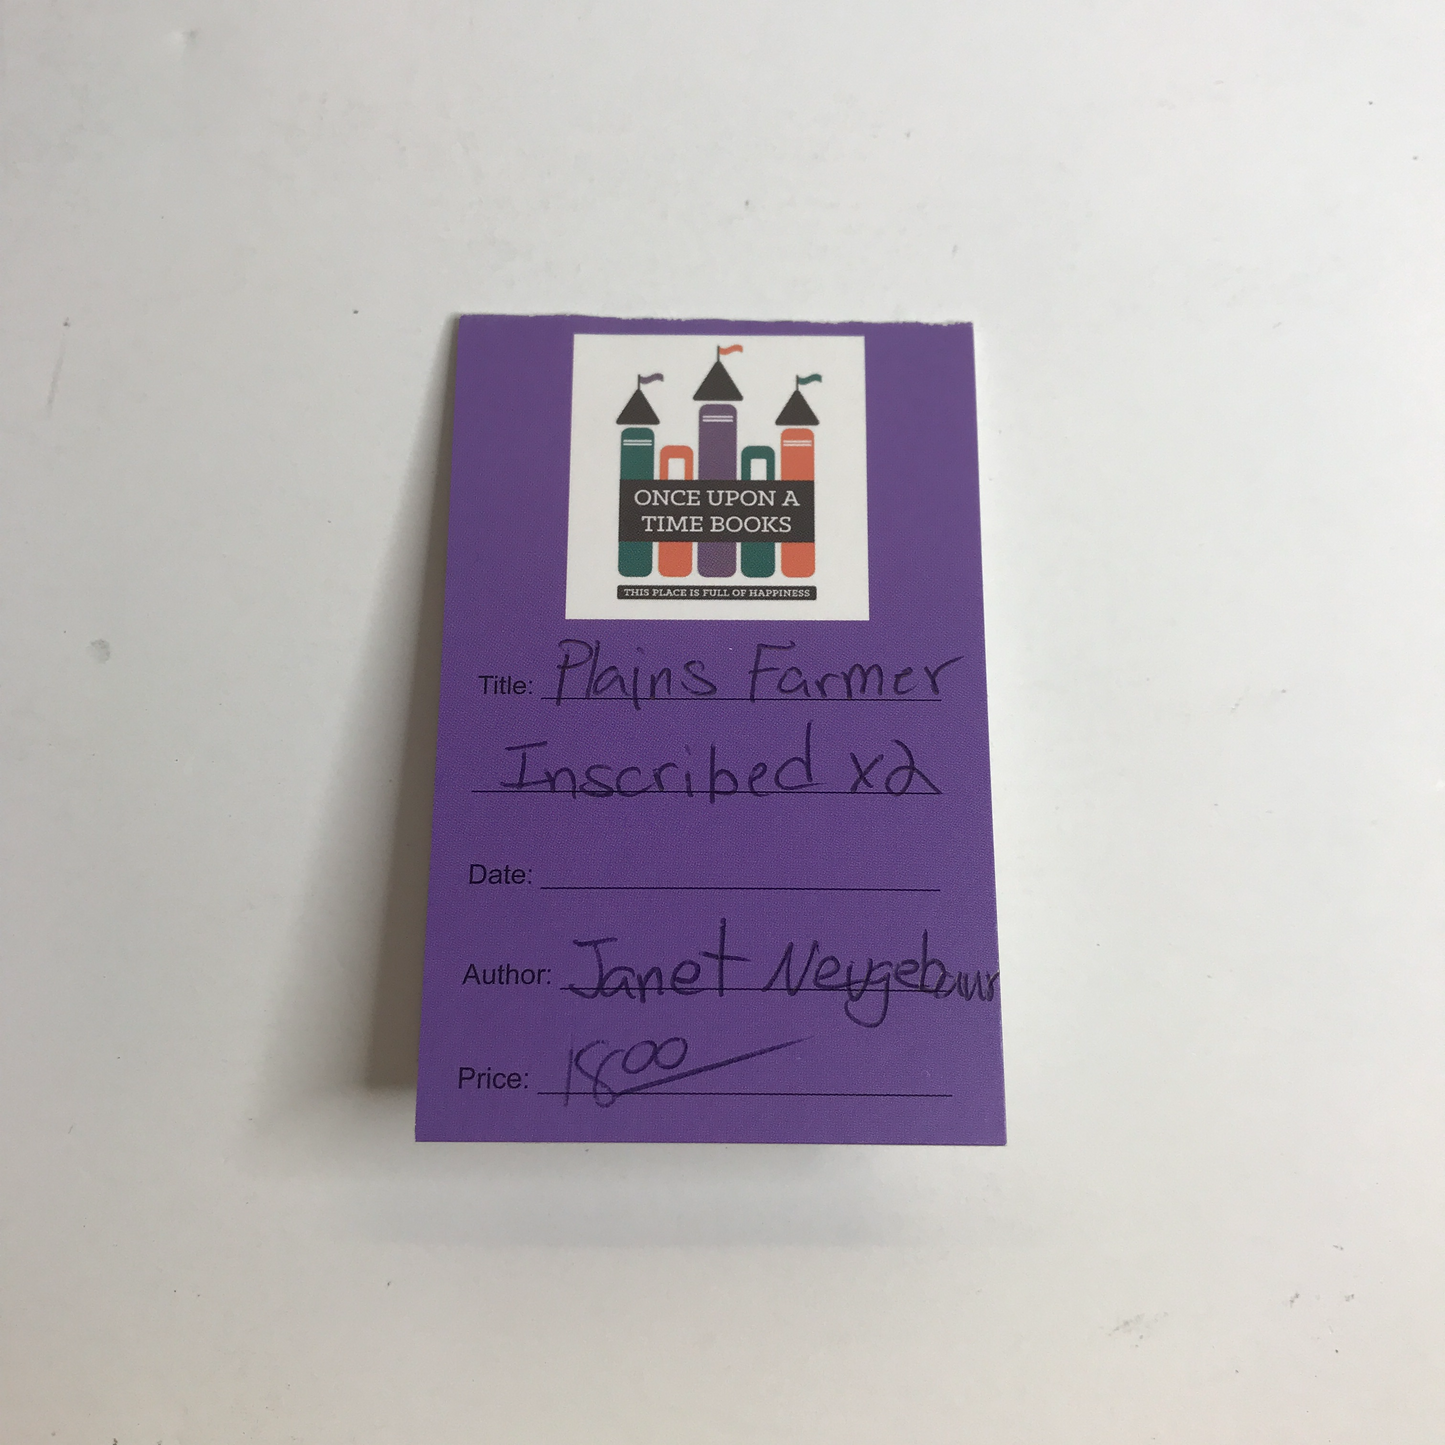 ONCE UPON A
TIME BOOKS
THIS PLACE IS FULL OF HAPPINESS
Title: Plains Farmer
Inscribed x2
Date:
Author: Janet Neugebaur
Price: 18.00